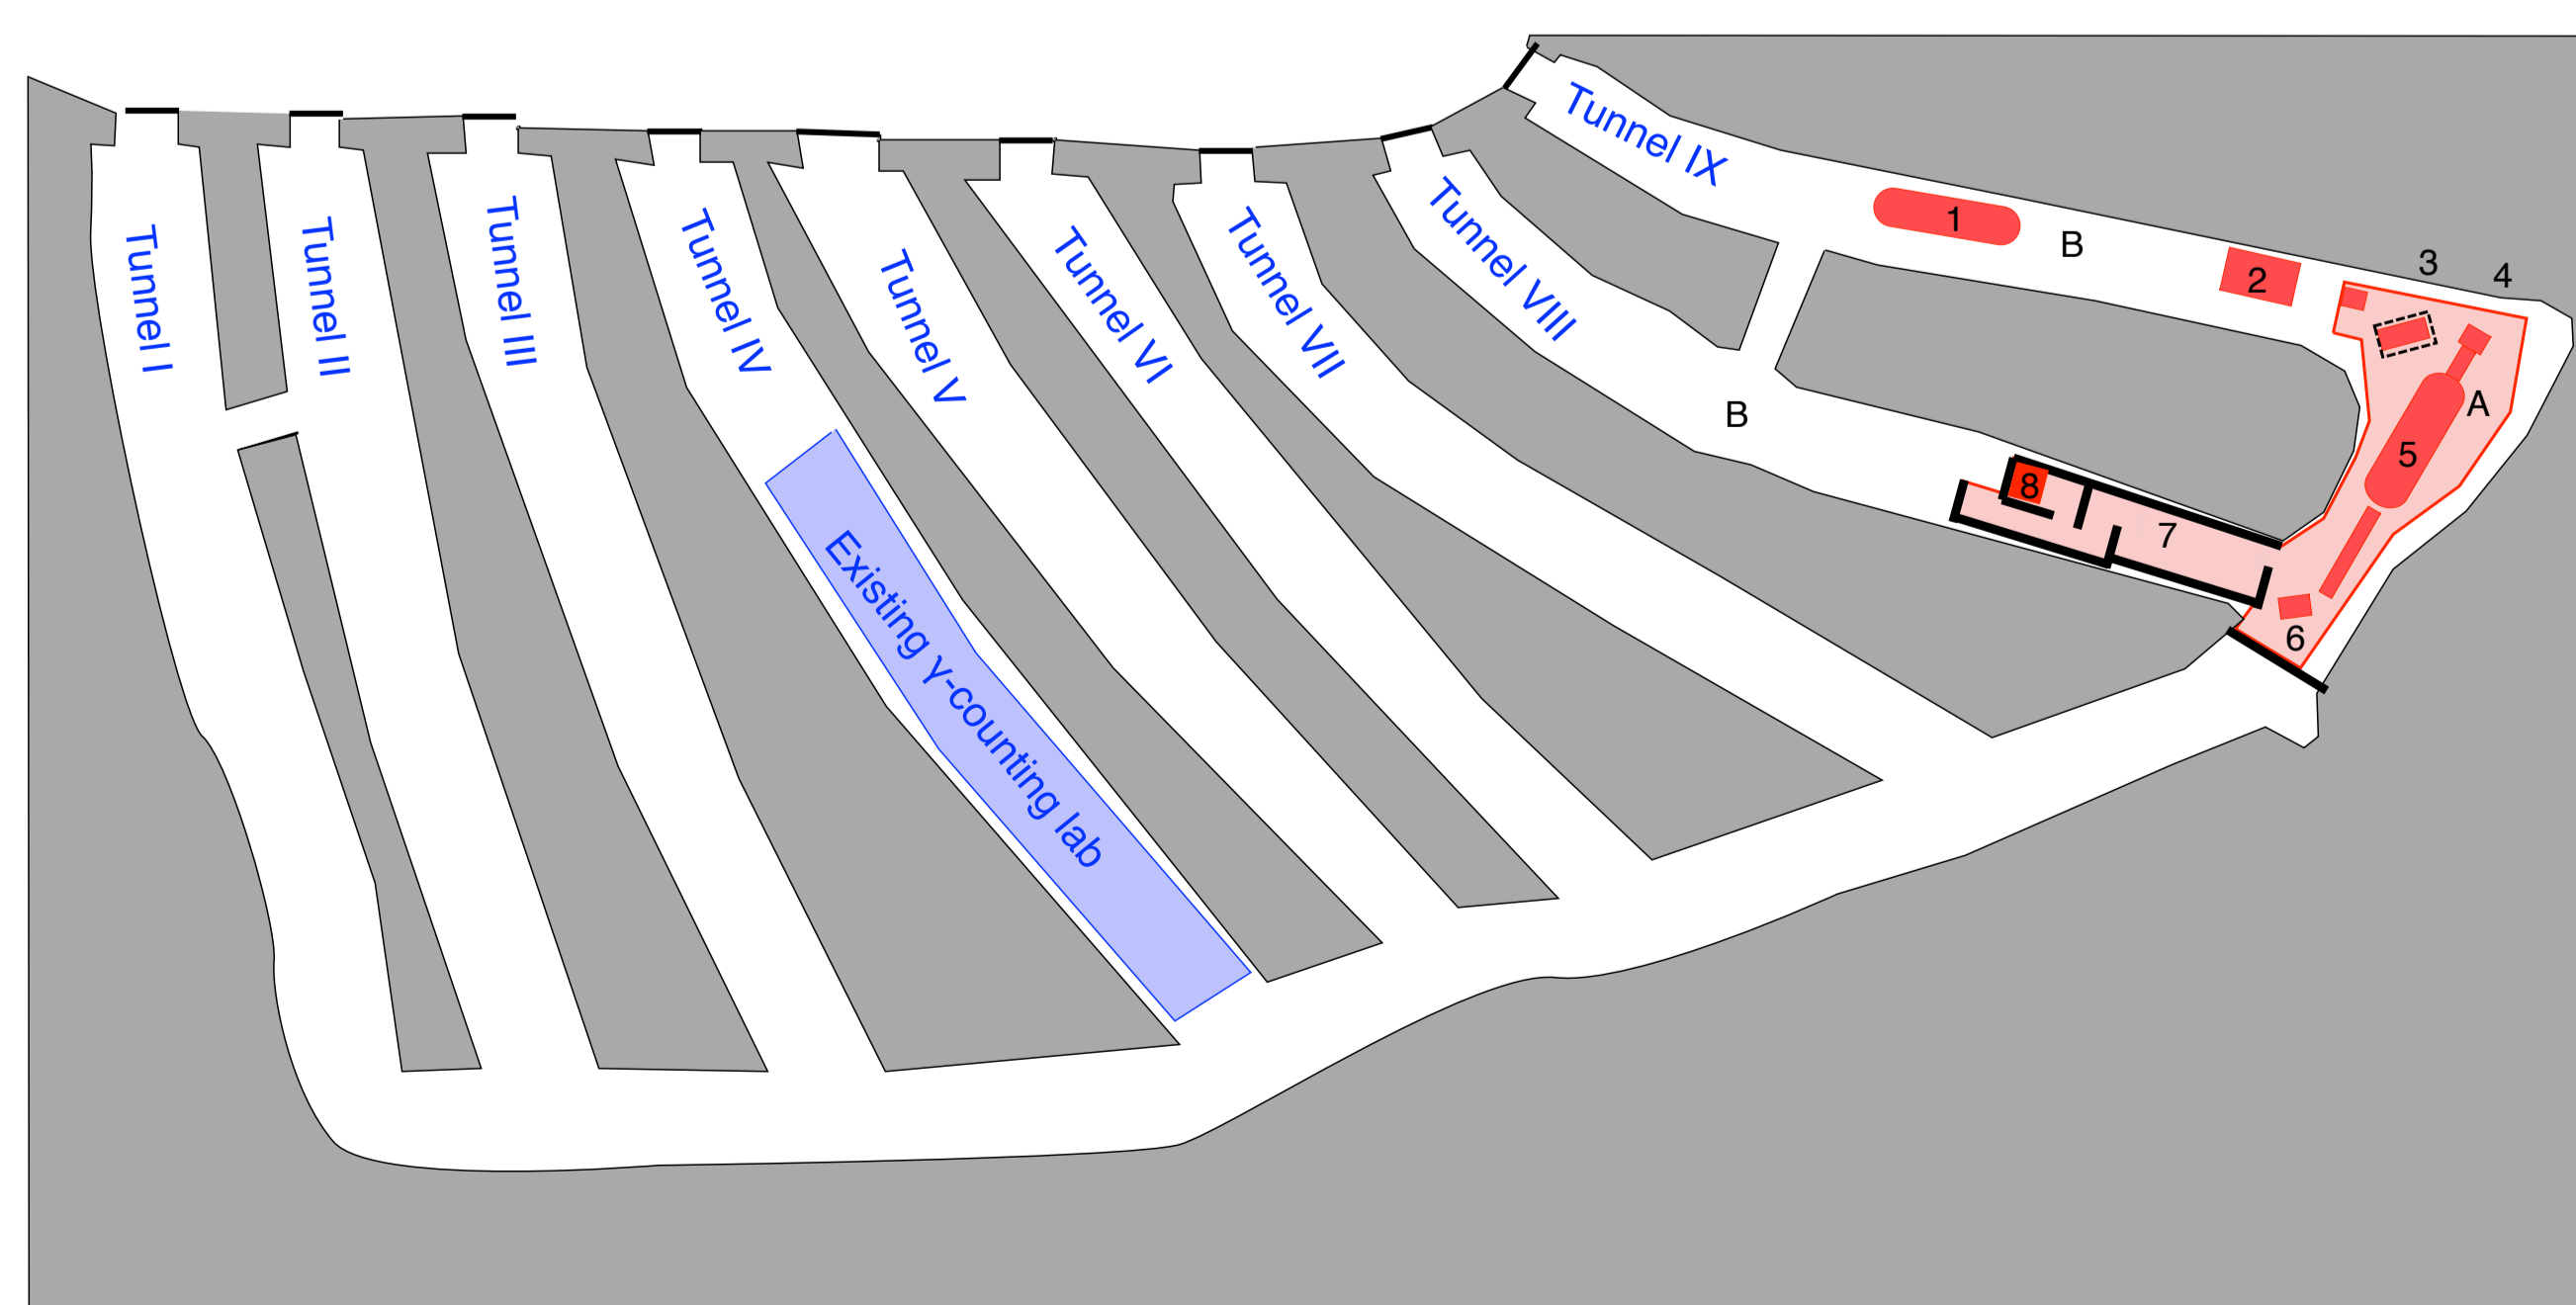 Tunnel I
Tunnel II
Tunnel III
Tunnel IV
Tunnel V
Tunnel VI
Tunnel VII
Tunnel VIII
Tunnel IX
Existing γ-counting lab
1
B
2
3
4
A
5
B
8
7
6